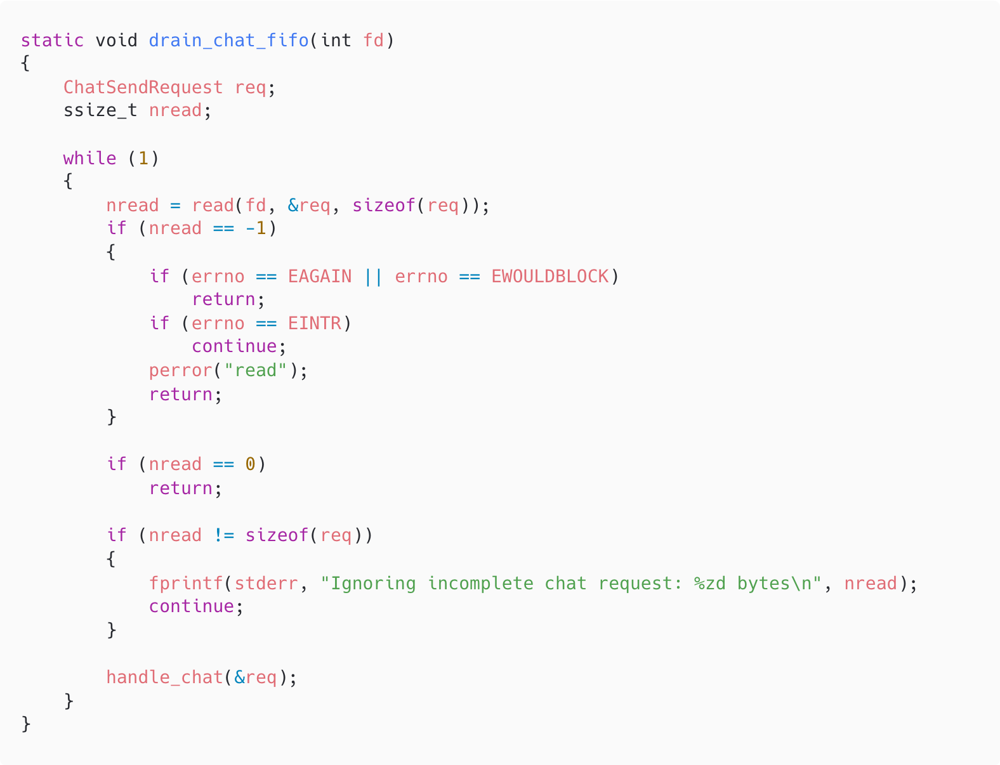 static void drain_chat_fifo(int fd)
{
    ChatSendRequest req;
    ssize_t nread;

    while (1)
    {
        nread = read(fd, &req, sizeof(req));
        if (nread == -1)
        {
            if (errno == EAGAIN || errno == EWOULDBLOCK)
                return;
            if (errno == EINTR)
                continue;
            perror("read");
            return;
        }

        if (nread == 0)
            return;

        if (nread != sizeof(req))
        {
            fprintf(stderr, "Ignoring incomplete chat request: %zd bytes\n", nread);
            continue;
        }

        handle_chat(&req);
    }
}